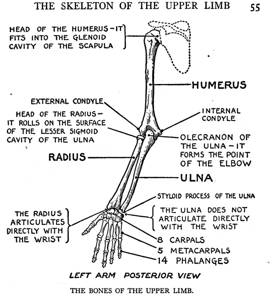 THE SKELETON OF THE UPPER LIMB 55
HEAD OF THE HUMERUS-IT
FITS INTO THE GLENOID
CAVITY OF THE SCAPULA
HUMERUS
EXTERNAL CONDYLE
INTERNAL
CONDYLE
HEAD OF THE RADIUS-
IT ROLLS ON THE SURFACE
OF THE LESSER SIGMOID
CAVITY OF THE ULNA
OLECRANON OF
THE ULNA-IT
FORMS THE POINT
OF THE ELBOW
RADIUS
ULNA
STYLOID PROCESS OF THE ULNA
THE RADIUS
ARTICULATES
DIRECTLY WITH
THE WRIST
THE ULNA DOES NOT
ARTICULATE DIRECTLY
WITH THE WRIST
8 CARPALS
5 METACARPALS
14 PHALANGES
LEFT ARM POSTERIOR VIEW
THE BONES OF THE UPPER LIMB.